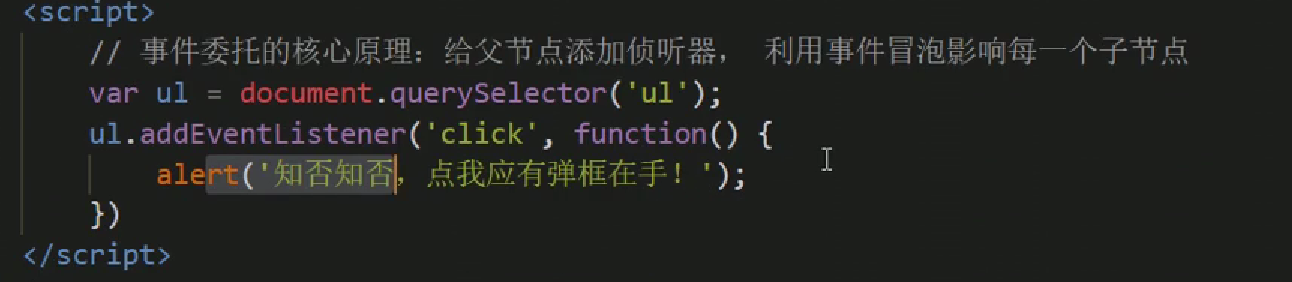 <script>
// 事件委托的核心原理：给父节点添加侦听器， 利用事件冒泡影响每一个子节点
var ul = document.querySelector('ul');
ul.addEventListener('click', function() {
alert('知否知否，点我应有弹框在手！');
})
</script>